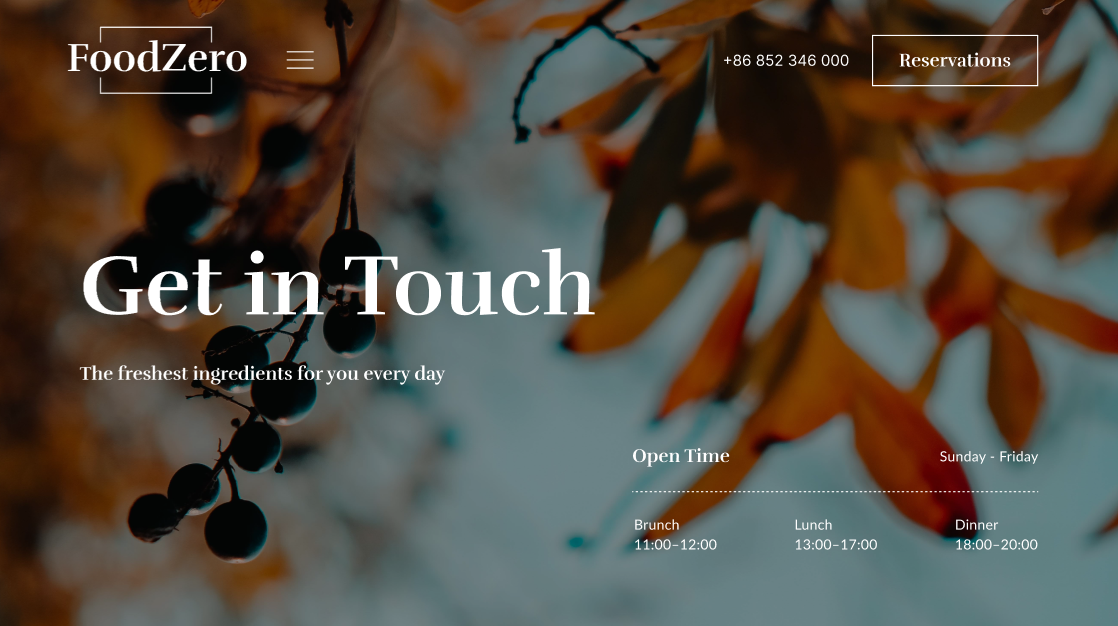 FoodZero
+86 852 346 000
Reservations
Get in Touch
The freshest ingredients for you every day
Open Time
Sunday - Friday
Brunch
11:00–12:00
Lunch
13:00–17:00
Dinner
18:00–20:00